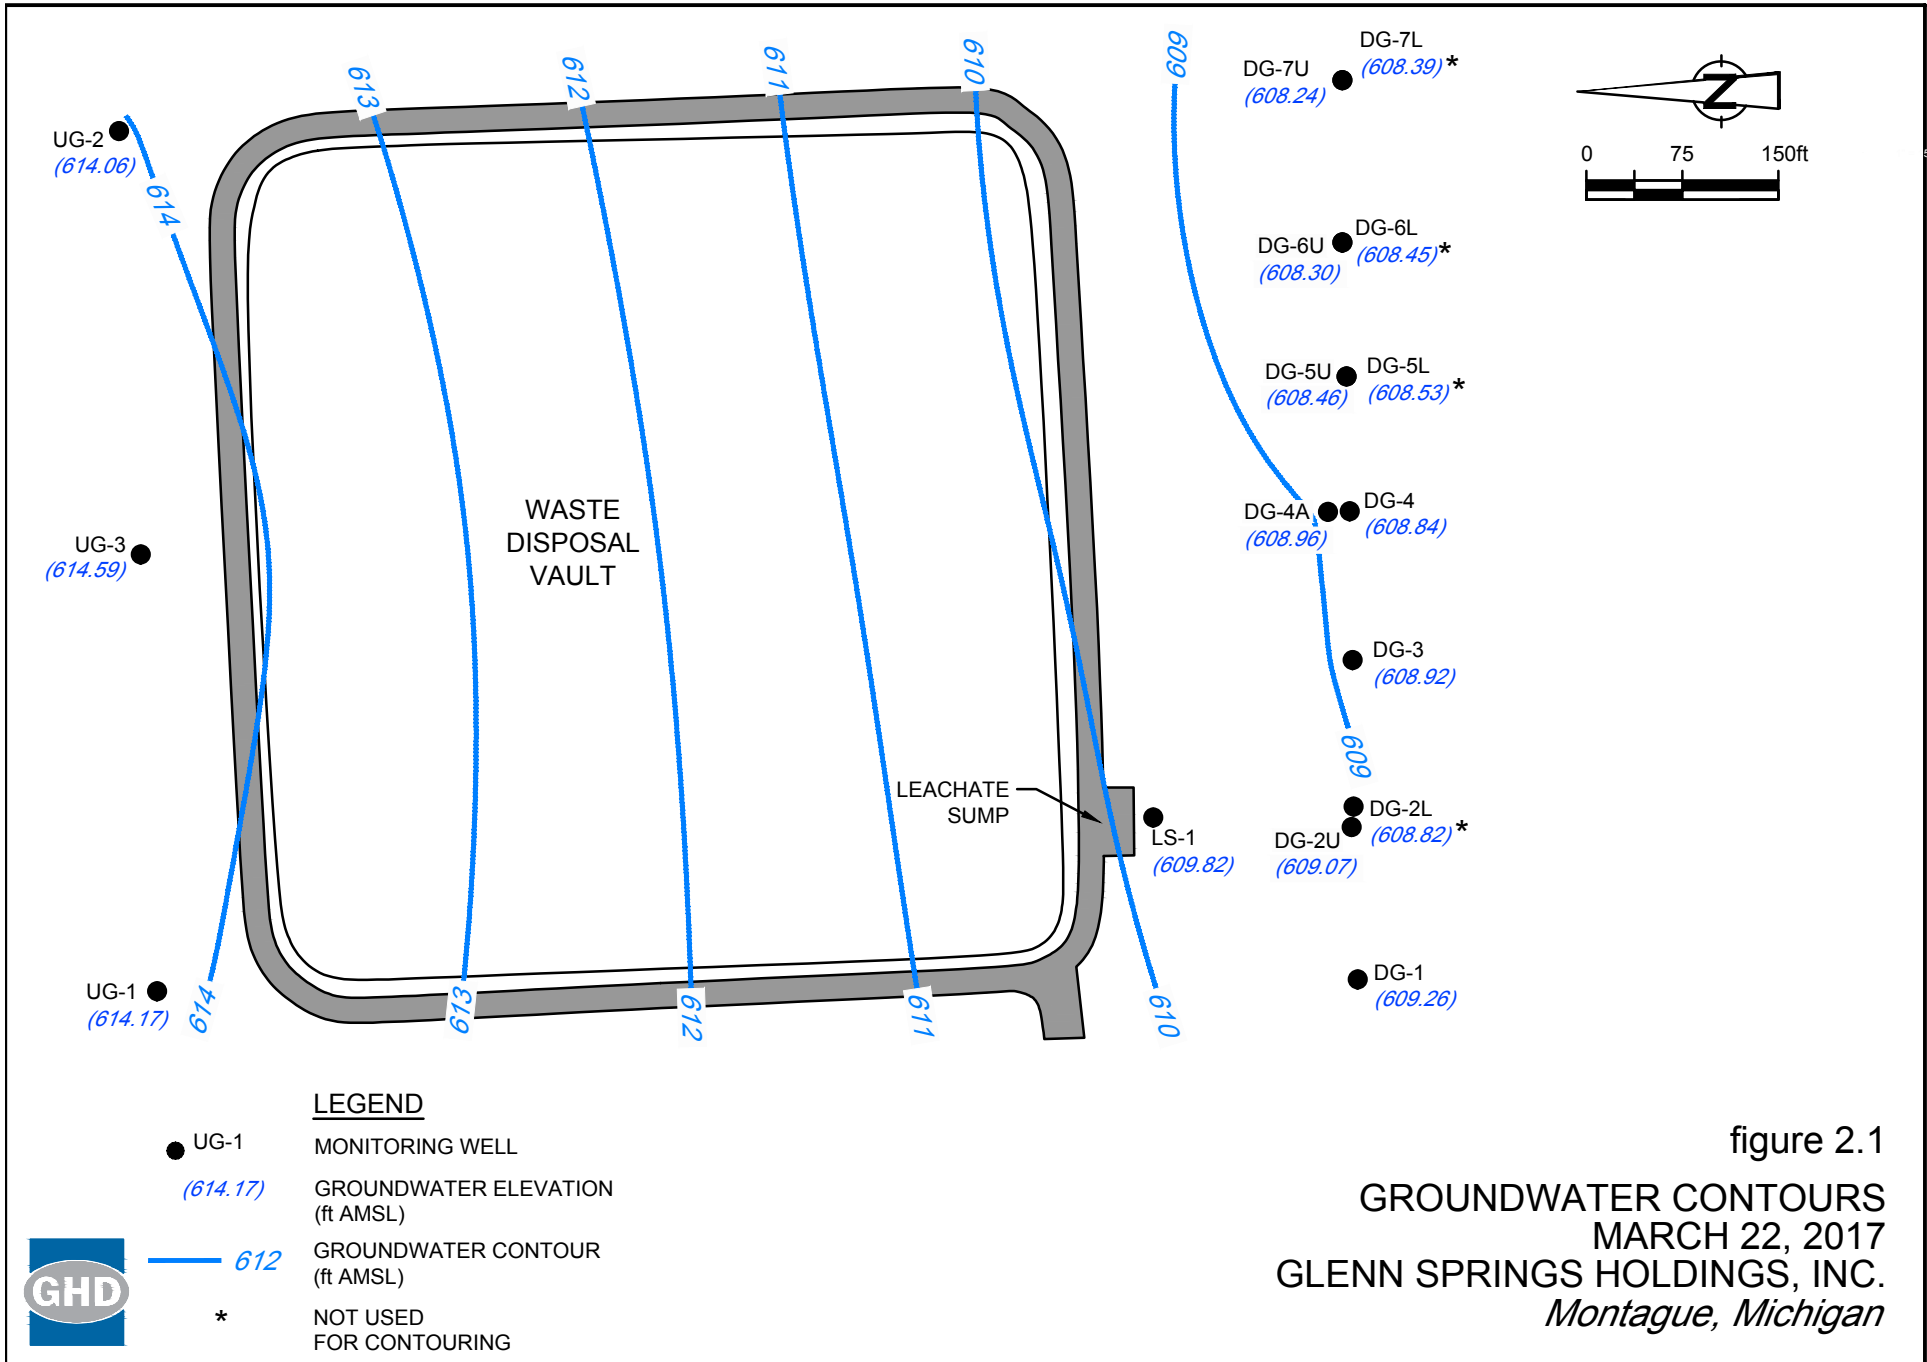 613
612
611
610
609
DG-7L
(608.39)*
DG-7U
(608.24)
N
0 75 150ft
UG-2
(614.06)
614
DG-6L
(608.45)*
DG-6U
(608.30)
DG-5U
(608.46)
DG-5L
(608.53)*
WASTE
DISPOSAL
VAULT
DG-4A
(608.96)
DG-4
(608.84)
UG-3
(614.59)
DG-3
(608.92)
609
LEACHATE
SUMP
LS-1
(609.82)
DG-2L
(608.82)*
DG-2U
(609.07)
UG-1
(614.17)
614
613
612
611
610
DG-1
(609.26)
LEGEND
UG-1 MONITORING WELL
(614.17) GROUNDWATER ELEVATION
(ft AMSL)
612 GROUNDWATER CONTOUR
(ft AMSL)
* NOT USED
FOR CONTOURING
GHD
figure 2.1
GROUNDWATER CONTOURS
MARCH 22, 2017
GLENN SPRINGS HOLDINGS, INC.
Montague, Michigan